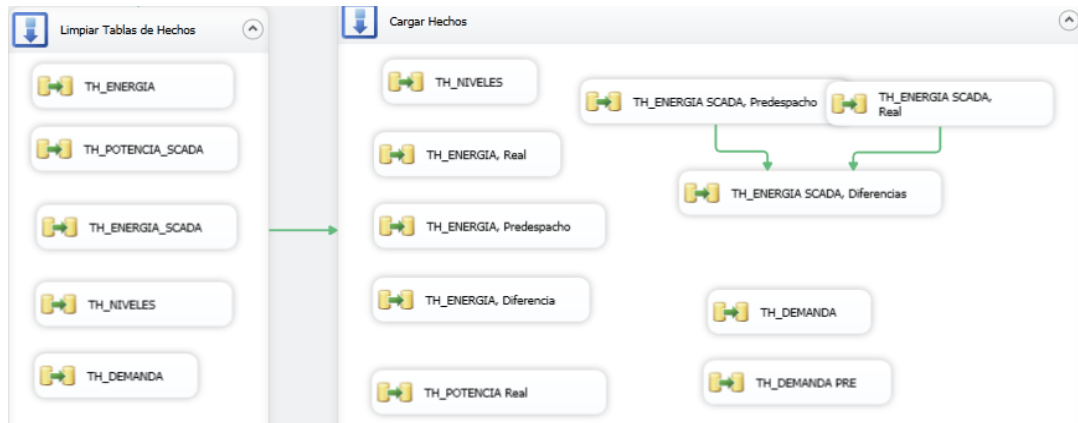 Limpiar Tablas de Hechos
TH_ENERGIA
TH_POTENCIA_SCADA
TH_ENERGIA_SCADA
TH_NIVELES
TH_DEMANDA
Cargar Hechos
TH_NIVELES
TH_ENERGIA, Real
TH_ENERGIA, Predespacho
TH_ENERGIA, Diferencia
TH_POTENCIA Real
TH_ENERGIA SCADA, Predespacho
TH_ENERGIA SCADA,
Real
TH_ENERGIA SCADA, Diferencias
TH_DEMANDA
TH_DEMANDA PRE